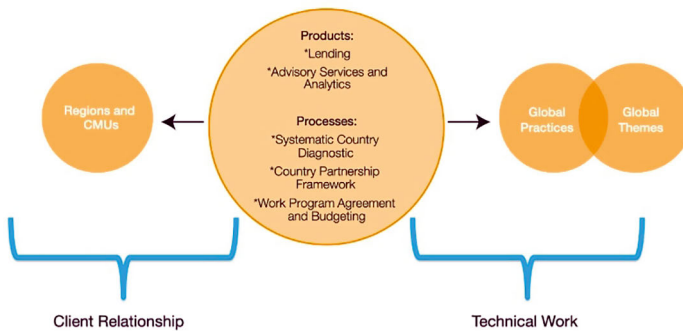 Products:
*Lending
*Advisory Services and
Analytics
Processes:
*Systematic Country
Diagnostic
*Country Partnership
Framework
*Work Program Agreement
and Budgeting
Regions and
CMUs
Global
Practices
Global
Themes
Client Relationship
Technical Work